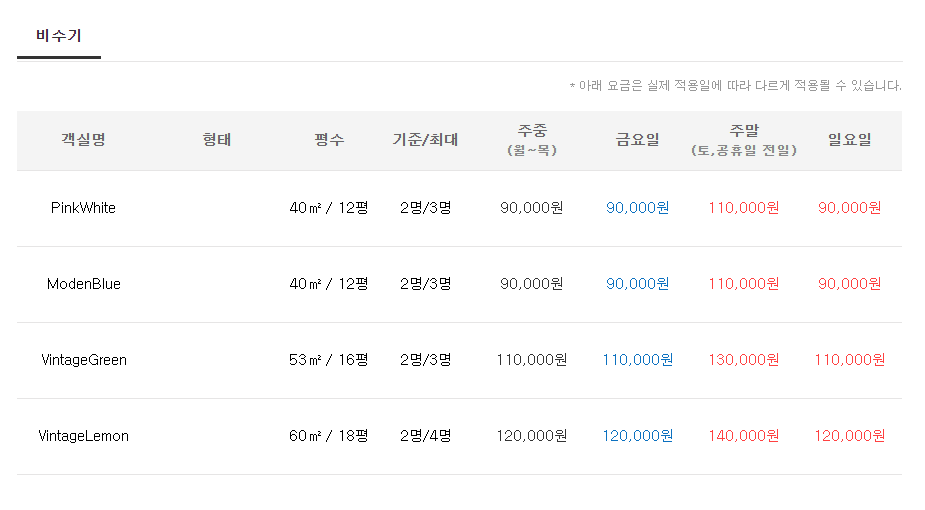 비수기
* 아래 요금은 실제 적용일에 따라 다르게 적용될 수 있습니다.
객실명 형태 평수 기준/최대 주중 (월~목) 금요일 주말 (토,공휴일 전일) 일요일
PinkWhite 40㎡ / 12평 2명/3명 90,000원 90,000원 110,000원 90,000원
ModenBlue 40㎡ / 12평 2명/3명 90,000원 90,000원 110,000원 90,000원
VintageGreen 53㎡ / 16평 2명/3명 110,000원 110,000원 130,000원 110,000원
VintageLemon 60㎡ / 18평 2명/4명 120,000원 120,000원 140,000원 120,000원